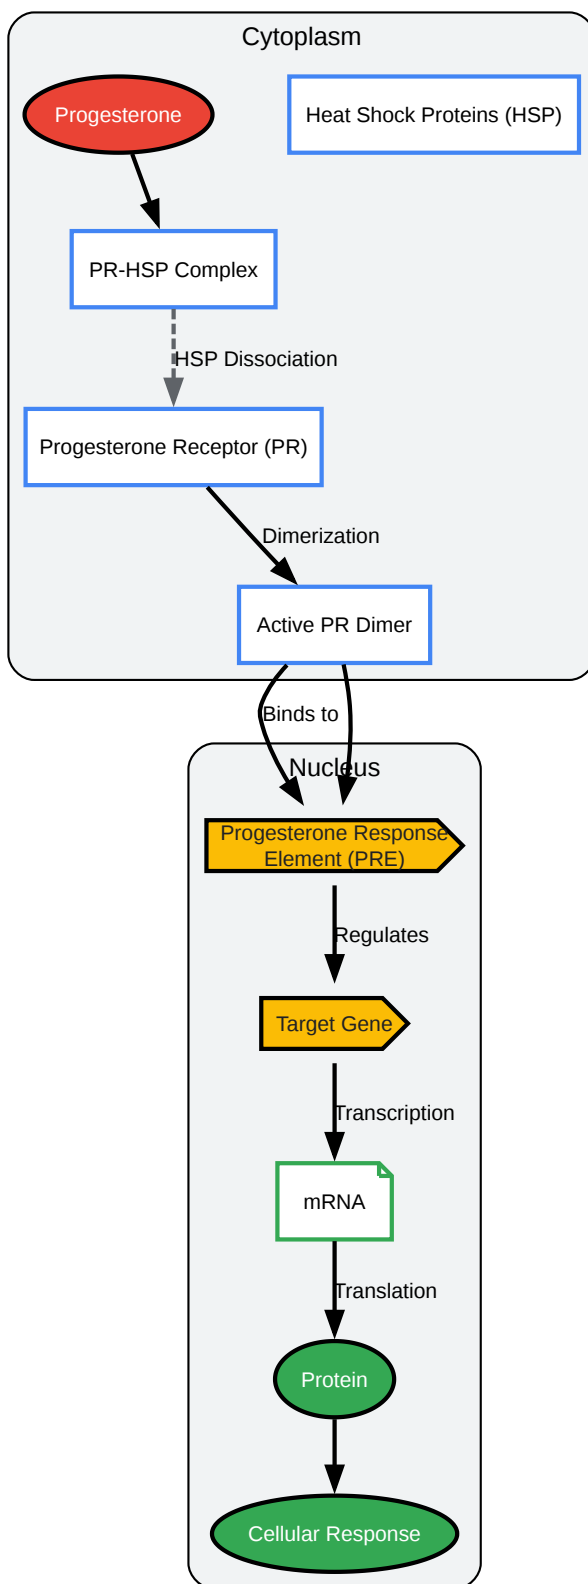 Cytoplasm
Progesterone
Heat Shock Proteins (HSP)
PR-HSP Complex
HSP Dissociation
Progesterone Receptor (PR)
Dimerization
Active PR Dimer
Binds to
Nucleus
Progesterone Response
Element (PRE)
Regulates
Target Gene
Transcription
mRNA
Translation
Protein
Cellular Response